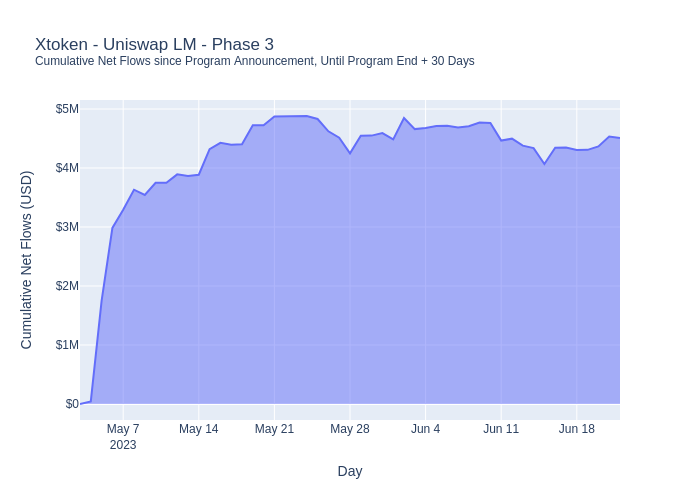 Xtoken - Uniswap LM - Phase 3
Cumulative Net Flows since Program Announcement, Until Program End + 30 Days
Cumulative Net Flows (USD)
$5M
$4M
$3M
$2M
$1M
$0
May 7 May 14 May 21 May 28 Jun 4 Jun 11 Jun 18
2023
Day